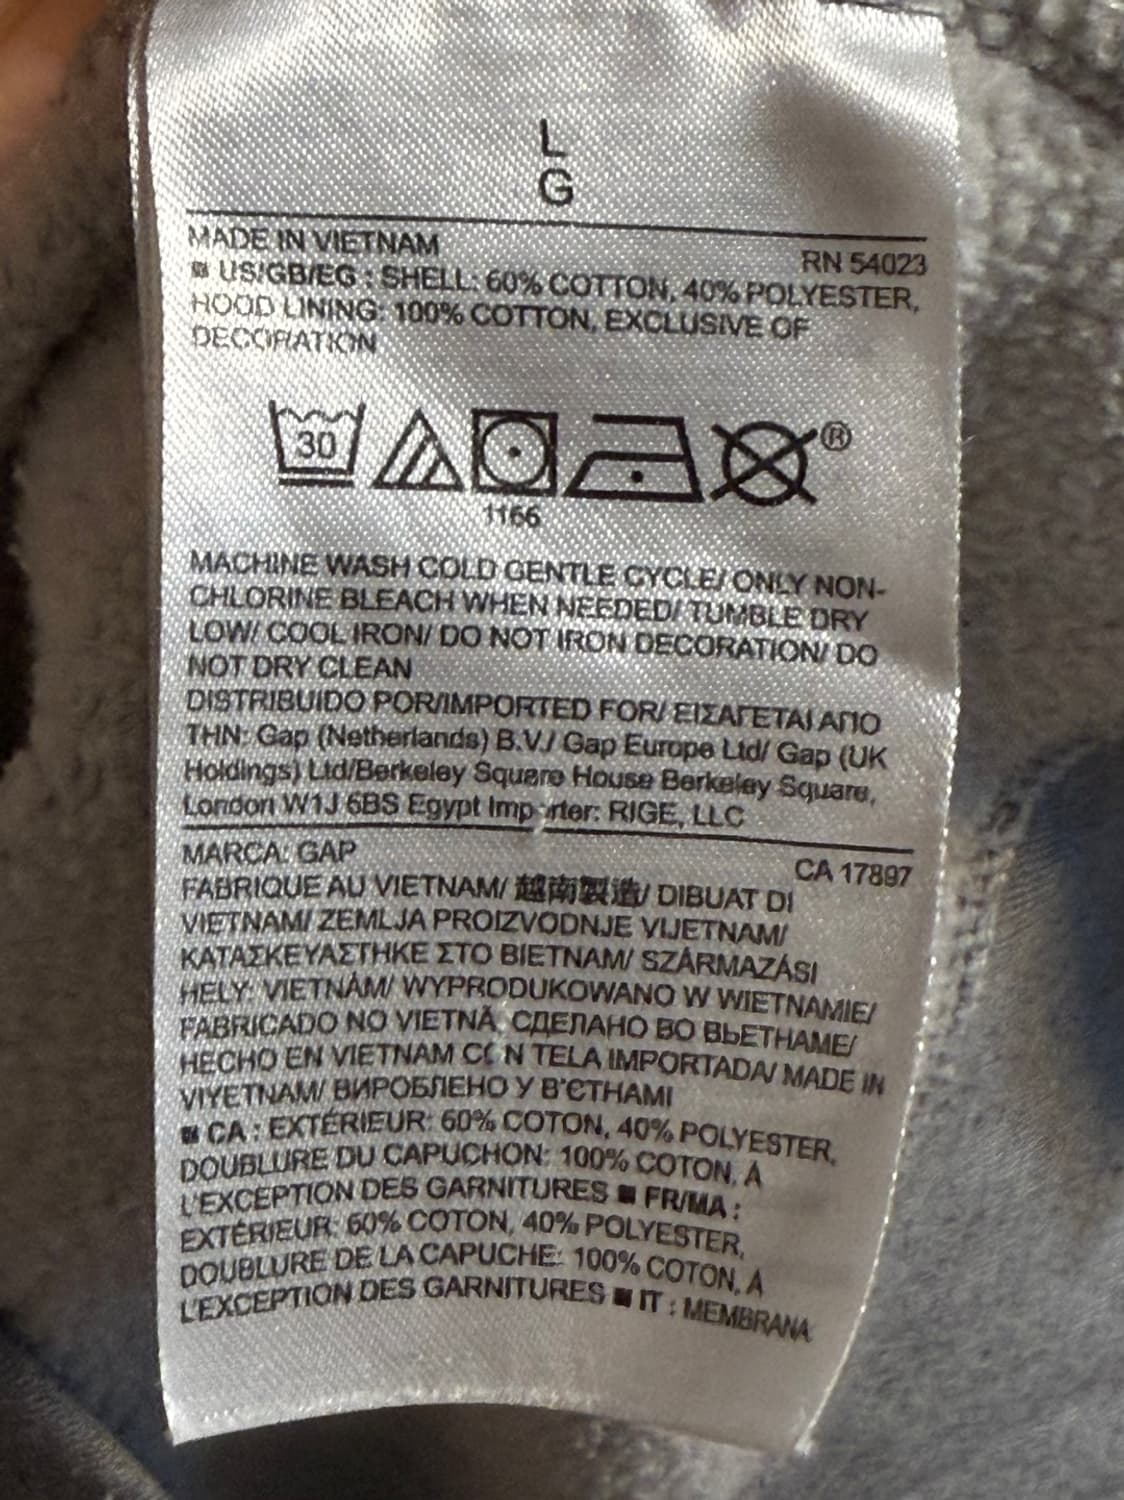 L
G
MADE IN VIETNAM
RN 54023
■ US/GB/EG : SHELL: 60% COTTON, 40% POLYESTER,
HOOD LINING: 100% COTTON, EXCLUSIVE OF
DECORATION
30
®
1166
MACHINE WASH COLD GENTLE CYCLE/ ONLY NON-
CHLORINE BLEACH WHEN NEEDED/ TUMBLE DRY
LOW/ COOL IRON/ DO NOT IRON DECORATION/ DO
NOT DRY CLEAN
DISTRIBUIDO POR/IMPORTED FOR/ ΕΙΣΑΓΕΤΑΙ ΑΠΟ
ΤΗΝ: Gap (Netherlands) B.V./ Gap Europe Ltd/ Gap (UK
Holdings) Ltd/Berkeley Square House Berkeley Square,
London W1J 6BS Egypt Imp rter: RIGE, LLC
MARCA: GAP
CA 17897
FABRIQUE AU VIETNAM/ 越南製造/ DIBUAT DI
VIETNAM/ ZEMLJA PROIZVODNJE VIJETNAM/
ΚΑΤΑΣΚΕΥΑΣΤΗΚΕ ΣΤΟ ΒΙΕΤΝΑΜ/ SZÁRMAZÁSI
HELY: VIETNÁM/ WYPRODUKOWANO W WIETNAMIE/
FABRICADO NO VIETNÃ, СДЕЛАНО ВО ВЬЕТНАМЕ/
HECHO EN VIETNAM CON TELA IMPORTADA/ MADE IN
VIYETNAM/ ВИРОБЛЕНО У В'ЄТНАМІ
■ CA : EXTÉRIEUR: 60% COTON, 40% POLYESTER,
DOUBLURE DU CAPUCHON: 100% COTON, À
L'EXCEPTION DES GARNITURES ■ FR/MA :
EXTÉRIEUR: 60% COTON, 40% POLYESTER,
DOUBLURE DE LA CAPUCHE: 100% COTON, À
L'EXCEPTION DES GARNITURES ■ IT : MEMBRANA